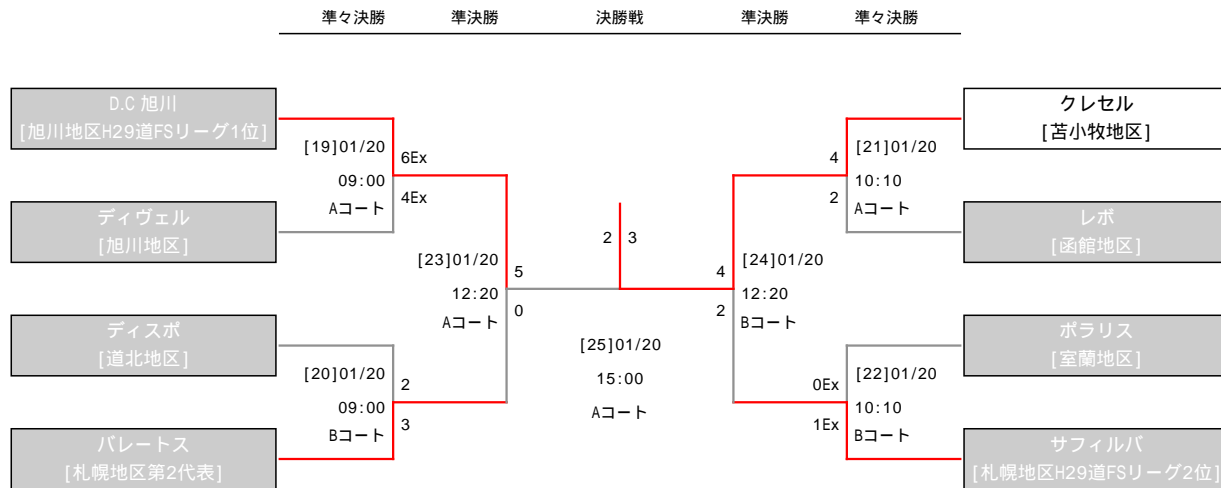 準々決勝 準決勝 決勝戦 準決勝 準々決勝
D.C 旭川
[旭川地区H29道FSリーグ1位]
[19]01/20
09:00
Aコート
6Ex
4Ex
ディヴェル
[旭川地区]
[23]01/20
12:20
Aコート
5
0
ディスポ
[道北地区]
[20]01/20
09:00
Bコート
2
3
バレートス
[札幌地区第2代表]
2 3
[25]01/20
15:00
Aコート
クレセル
[苫小牧地区]
4
2
[21]01/20
10:10
Aコート
レボ
[函館地区]
4
2
[24]01/20
12:20
Bコート
ポラリス
[室蘭地区]
0Ex
1Ex
[22]01/20
10:10
Bコート
サフィルバ
[札幌地区H29道FSリーグ2位]